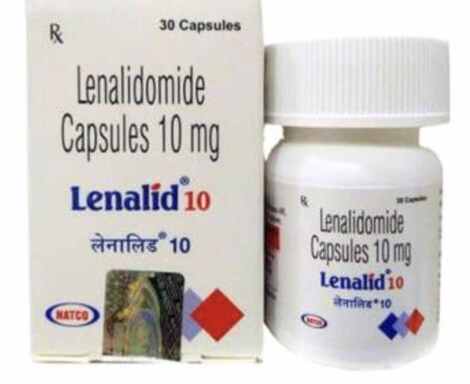 ℞
30 Capsules
Lenalidomide
Capsules 10 mg
Lenalid® 10
लेनालिड® 10
NATCO
℞
30 Capsules
Lenalidomide
Capsules 10 mg
Lenalid® 10
लेनालिड® 10
NATCO